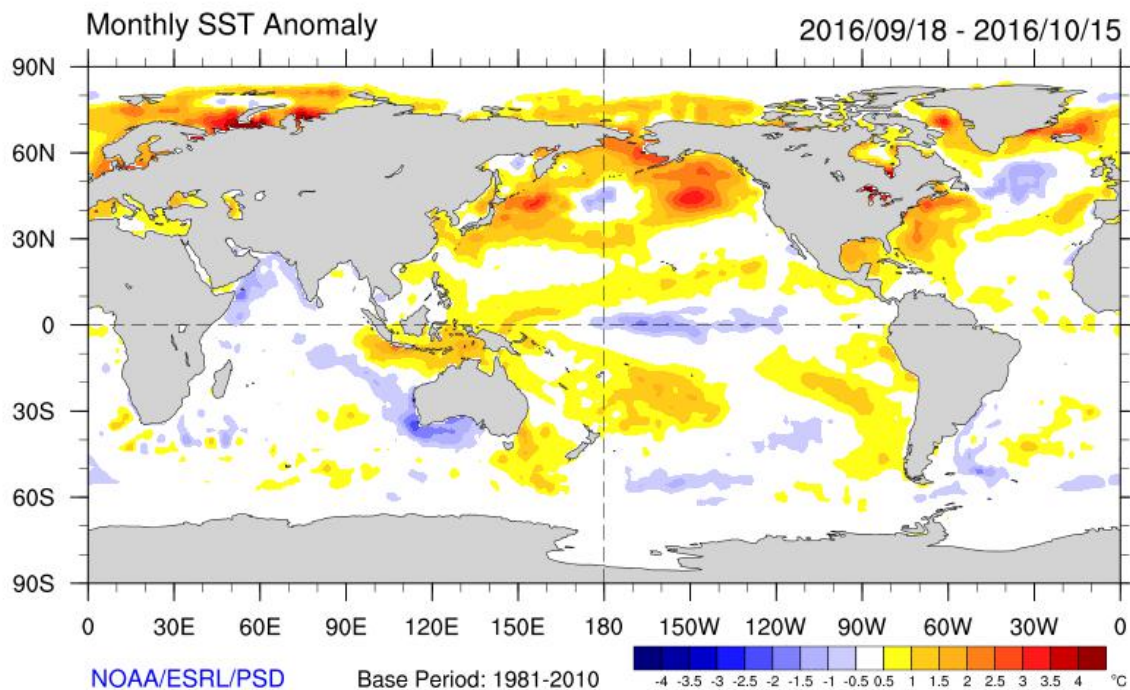 Monthly SST Anomaly 2016/09/18 - 2016/10/15
90N
60N
30N
0
30S
60S
90S
0 30E 60E 90E 120E 150E 180 150W 120W 90W 60W 30W 0
NOAA/ESRL/PSD Base Period: 1981-2010
-4 -3.5 -3 -2.5 -2 -1.5 -1 -0.5 0.5 1 1.5 2 2.5 3 3.5 4 °C